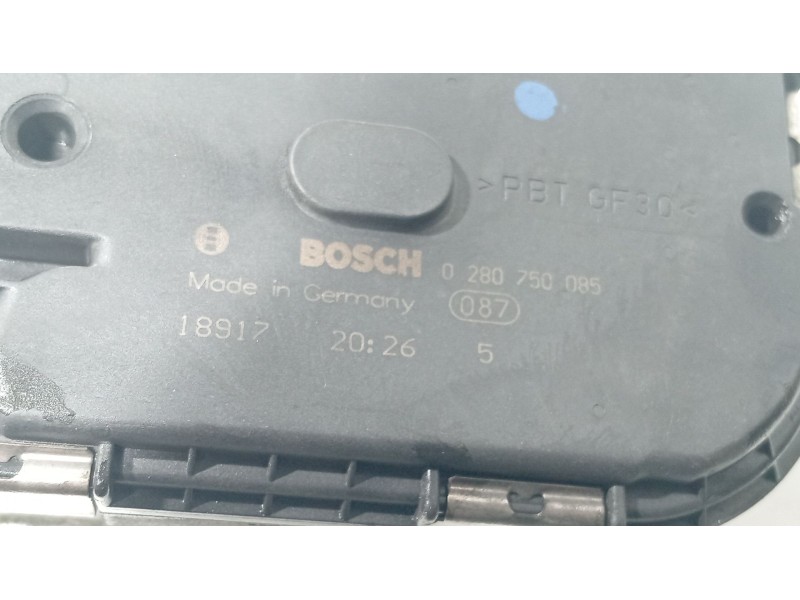 >PBT GF30<
BOSCH 0 280 750 085
Made in Germany 087
18917 20:26 5